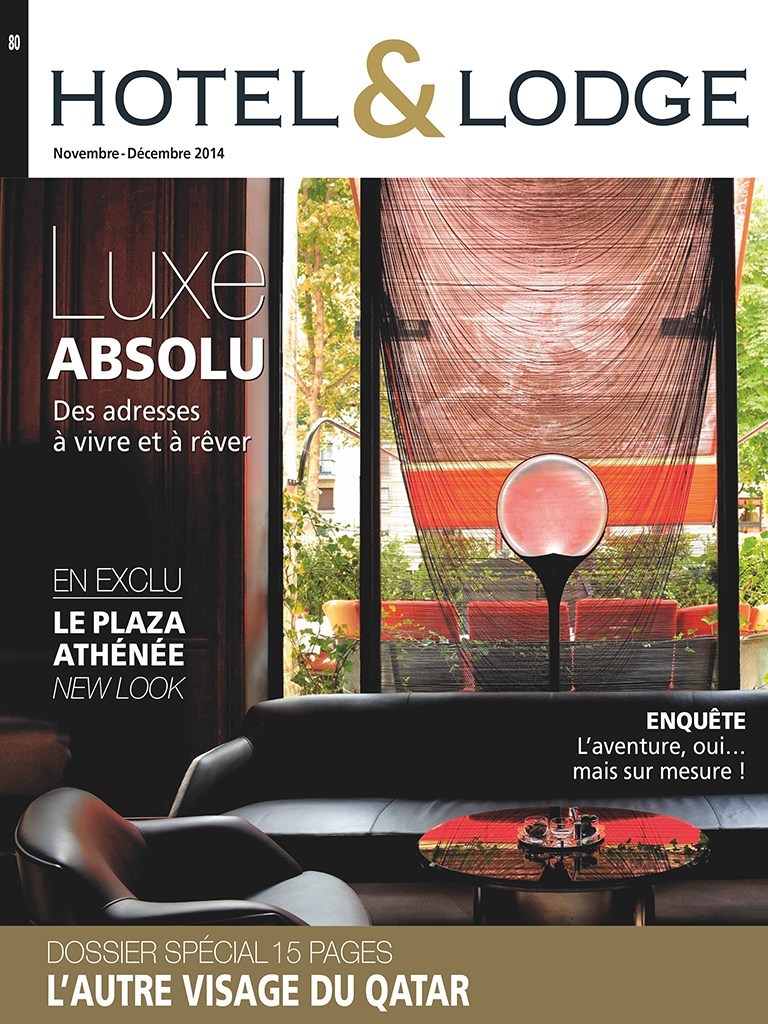 80
HOTEL & LODGE
Novembre-Décembre 2014
Luxe
ABSOLU
Des adresses
à vivre et à rêver
EN EXCLU
LE PLAZA
ATHÉNÉE
NEW LOOK
ENQUÊTE
L'aventure, oui...
mais sur mesure !
DOSSIER SPÉCIAL 15 PAGES
L'AUTRE VISAGE DU QATAR